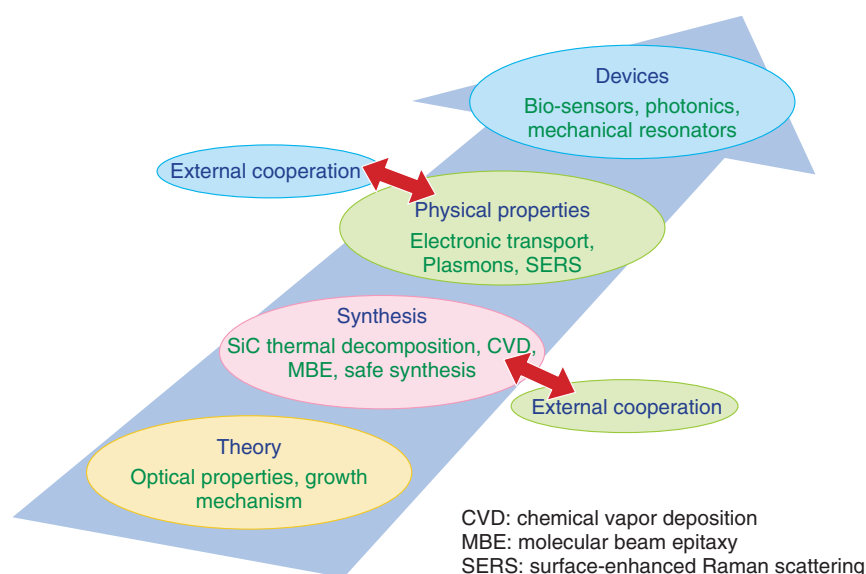 Devices
Bio-sensors, photonics,
mechanical resonators
External cooperation
Physical properties
Electronic transport,
Plasmons, SERS
Synthesis
SiC thermal decomposition, CVD,
MBE, safe synthesis
External cooperation
Theory
Optical properties, growth
mechanism
CVD: chemical vapor deposition
MBE: molecular beam epitaxy
SERS: surface-enhanced Raman scattering